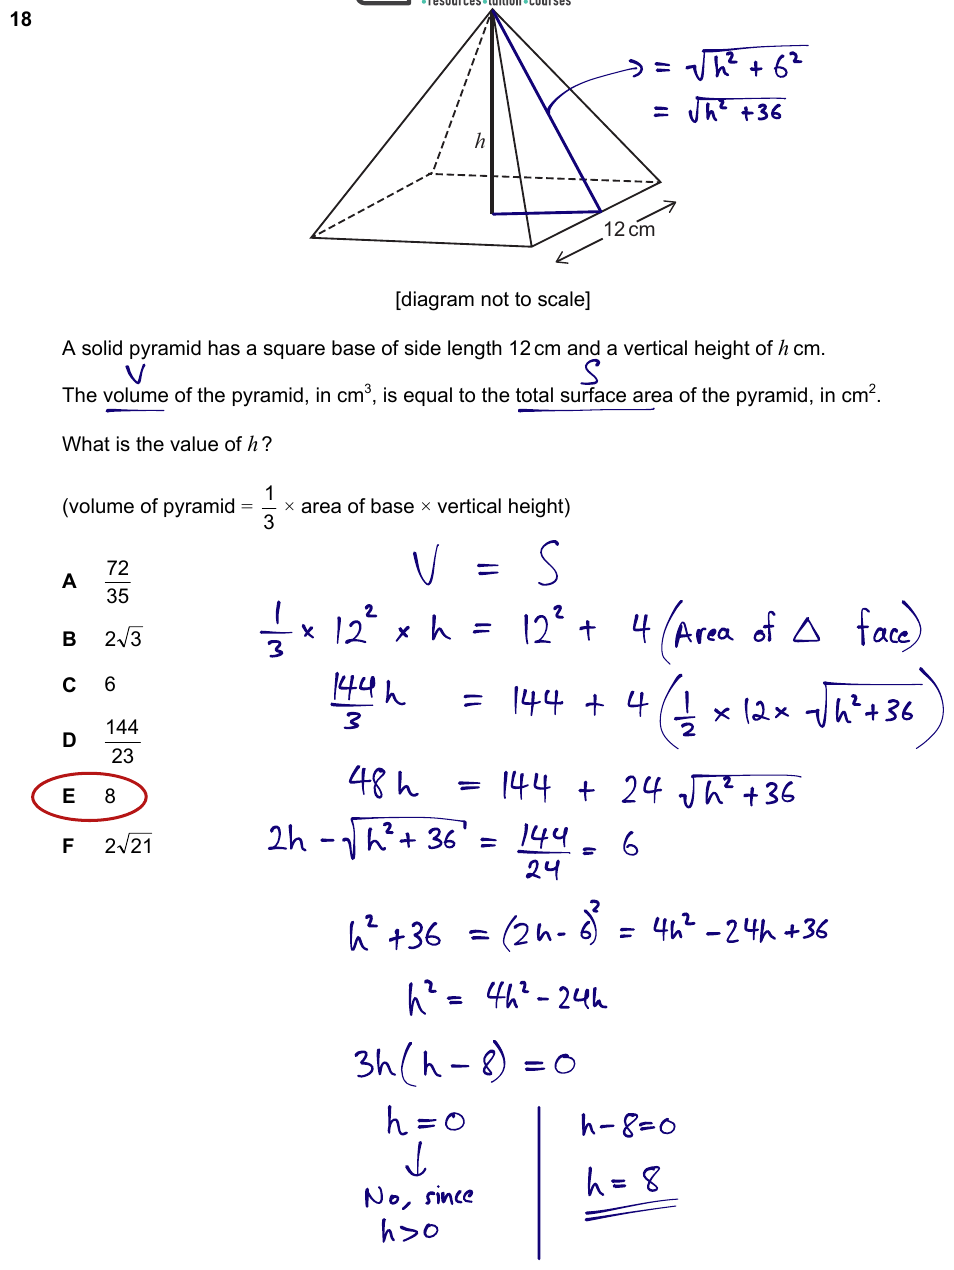 •resources•tuition•courses
18
= √(h² + 6²)
= √(h² + 36)
h
12 cm
[diagram not to scale]
A solid pyramid has a square base of side length 12 cm and a vertical height of h cm.
V S
The volume of the pyramid, in cm³, is equal to the total surface area of the pyramid, in cm².
What is the value of h?
(volume of pyramid = 1/3 × area of base × vertical height)
A 72/35
B 2√3
C 6
D 144/23
E 8
F 2√21
V = S
1/3 × 12² × h = 12² + 4 (Area of △ face)
144/3 h = 144 + 4 (1/2 × 12 × √(h² + 36))
48h = 144 + 24 √(h² + 36)
2h − √(h² + 36) = 144/24 = 6
h² + 36 = (2h − 6)² = 4h² − 24h + 36
h² = 4h² − 24h
3h(h − 8) = 0
h = 0
↓
No, since
h > 0
h − 8 = 0
h = 8